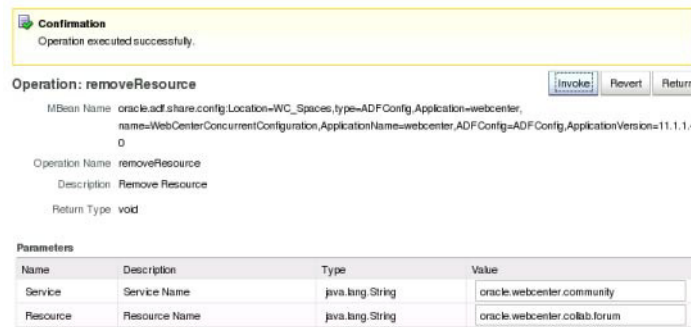 Confirmation
Operation executed successfully.
Operation: removeResource
Invoke Revert Return
MBean Name oracle.adf.share.config:Location=WC_Spaces,type=ADFConfig,Application=webcenter,
name=WebCenterConcurrentConfiguration,ApplicationName=webcenter,ADFConfig=ADFConfig,ApplicationVersion=11.1.1.
0
Operation Name removeResource
Description Remove Resource
Return Type void
Parameters
Name Description Type Value
Service Service Name java.lang.String oracle.webcenter.community
Resource Resource Name java.lang.String oracle.webcenter.collab.forum